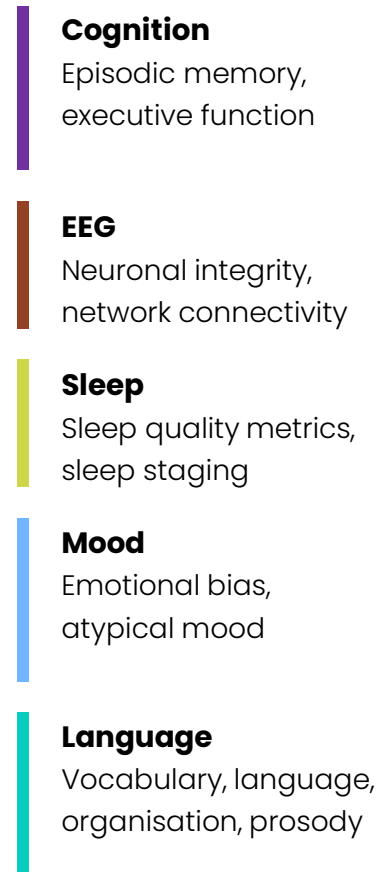 Cognition
Episodic memory,
executive function
EEG
Neuronal integrity,
network connectivity
Sleep
Sleep quality metrics,
sleep staging
Mood
Emotional bias,
atypical mood
Language
Vocabulary, language,
organisation, prosody